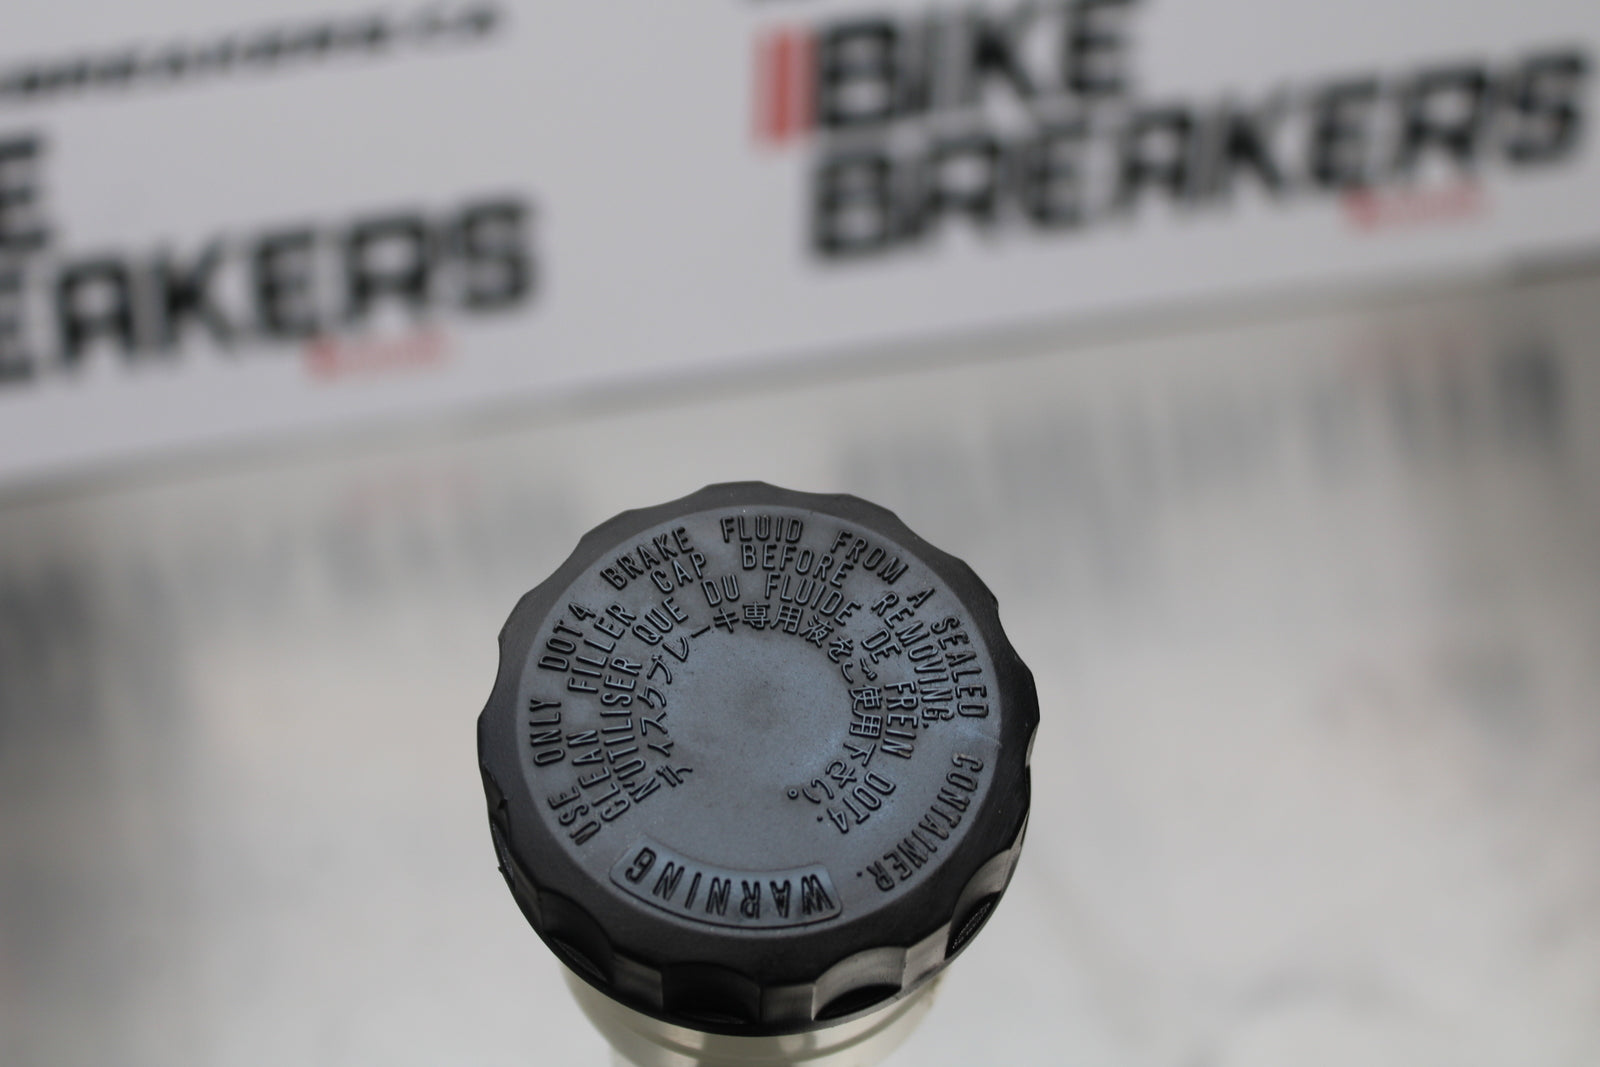 BIKE
BREAKERS
E
EAKERS
USE ONLY DOT4 BRAKE FLUID FROM A SEALED CONTAINER.
CLEAN FILLER CAP BEFORE REMOVING.
N'UTILISER QUE DU FLUIDE DE FREIN DOT4.
ディスクブレーキ専用液をご使用下さい。
WARNING